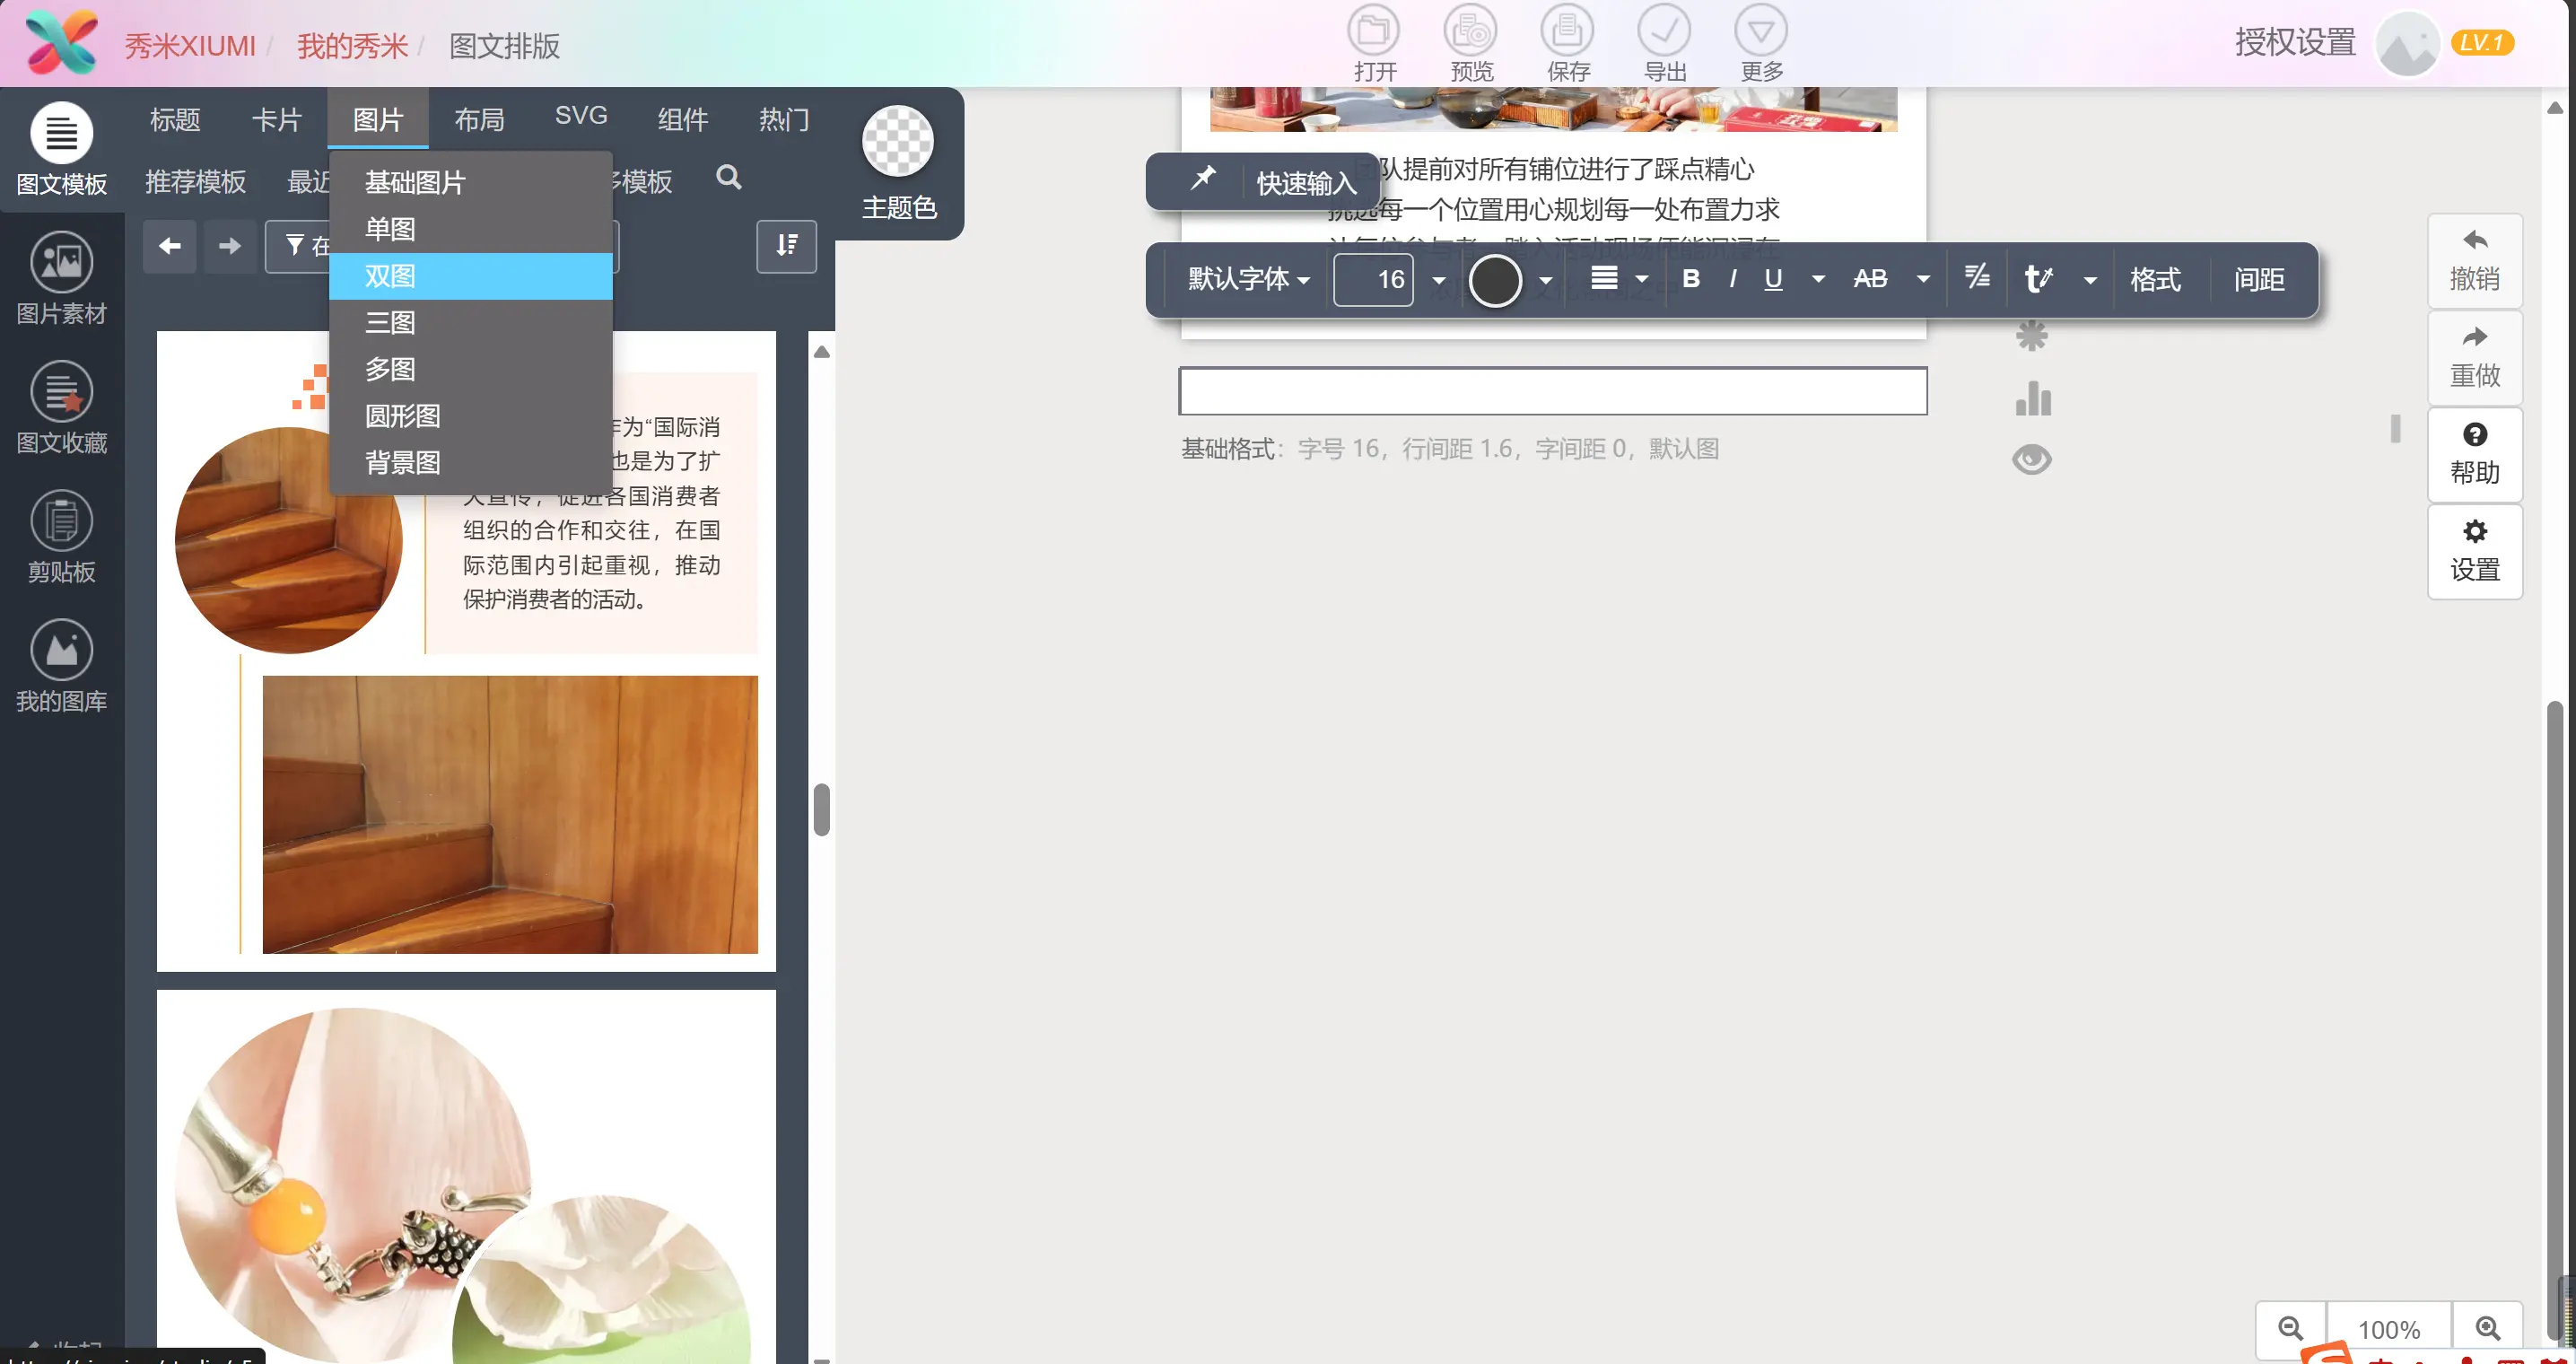 秀米XIUMI / 我的秀米 / 图文排版
打开 预览 保存 导出 更多
授权设置 LV.1
图文模板
图片素材
图文收藏
剪贴板
我的图库
标题 卡片 图片 布局 SVG 组件 热门
推荐模板 最近 模板
在
主题色
基础图片
单图
双图
三图
多图
圆形图
背景图
作为“国际消
也是为了扩
大宣传，促进各国消费者
组织的合作和交往，在国
际范围内引起重视，推动
保护消费者的活动。
快速输入
团队提前对所有铺位进行了踩点精心
挑选每一个位置用心规划每一处布置力求
默认字体 16 B I U AB 格式 间距
基础格式：字号 16，行间距 1.6，字间距 0，默认图
撤销
重做
帮助
设置
100%